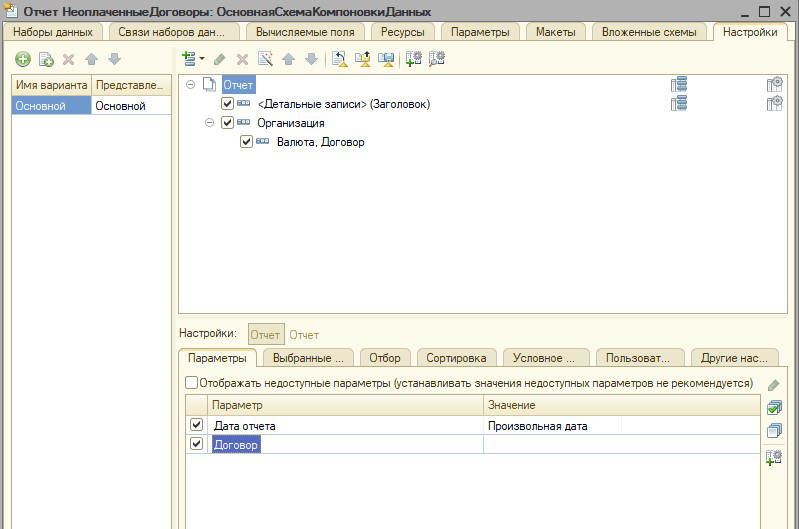 Отчет НеоплаченныеДоговоры: ОсновнаяСхемаКомпоновкиДанных
Наборы данных Связи наборов дан... Вычисляемые поля Ресурсы Параметры Макеты Вложенные схемы Настройки
Имя варианта Представле...
Основной Основной
Отчет
<Детальные записи> (Заголовок)
Организация
Валюта, Договор
Настройки: Отчет Отчет
Параметры Выбранные ... Отбор Сортировка Условное ... Пользоват... Другие нас...
Отображать недоступные параметры (устанавливать значения недоступных параметров не рекомендуется)
Параметр Значение
Дата отчета Произвольная дата
Договор